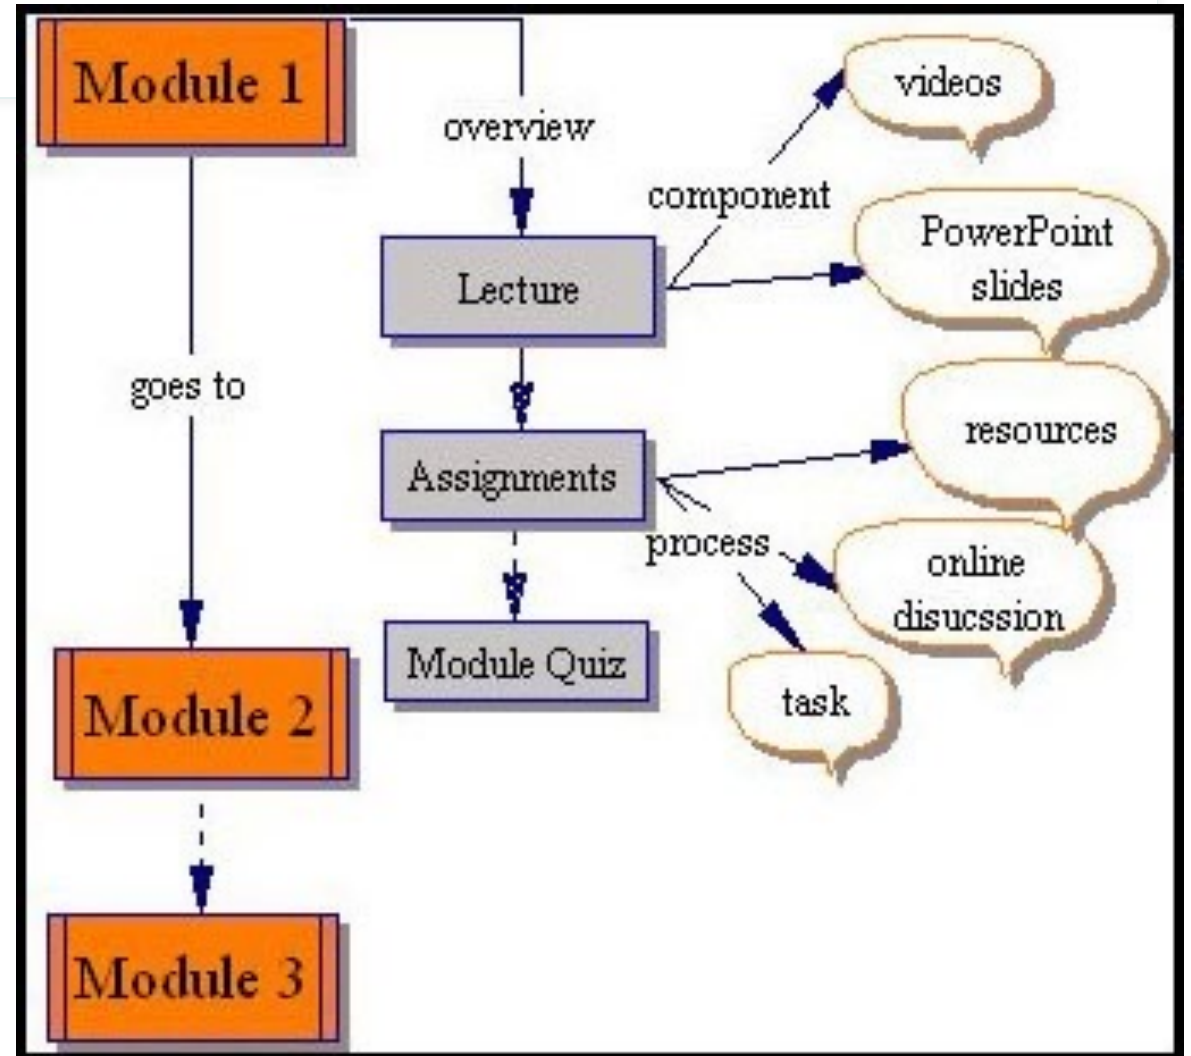 Module 1
overview
videos
component
PowerPoint
slides
Lecture
goes to
resources
Assignments
process
online
disucssion
Module Quiz
task
Module 2
Module 3